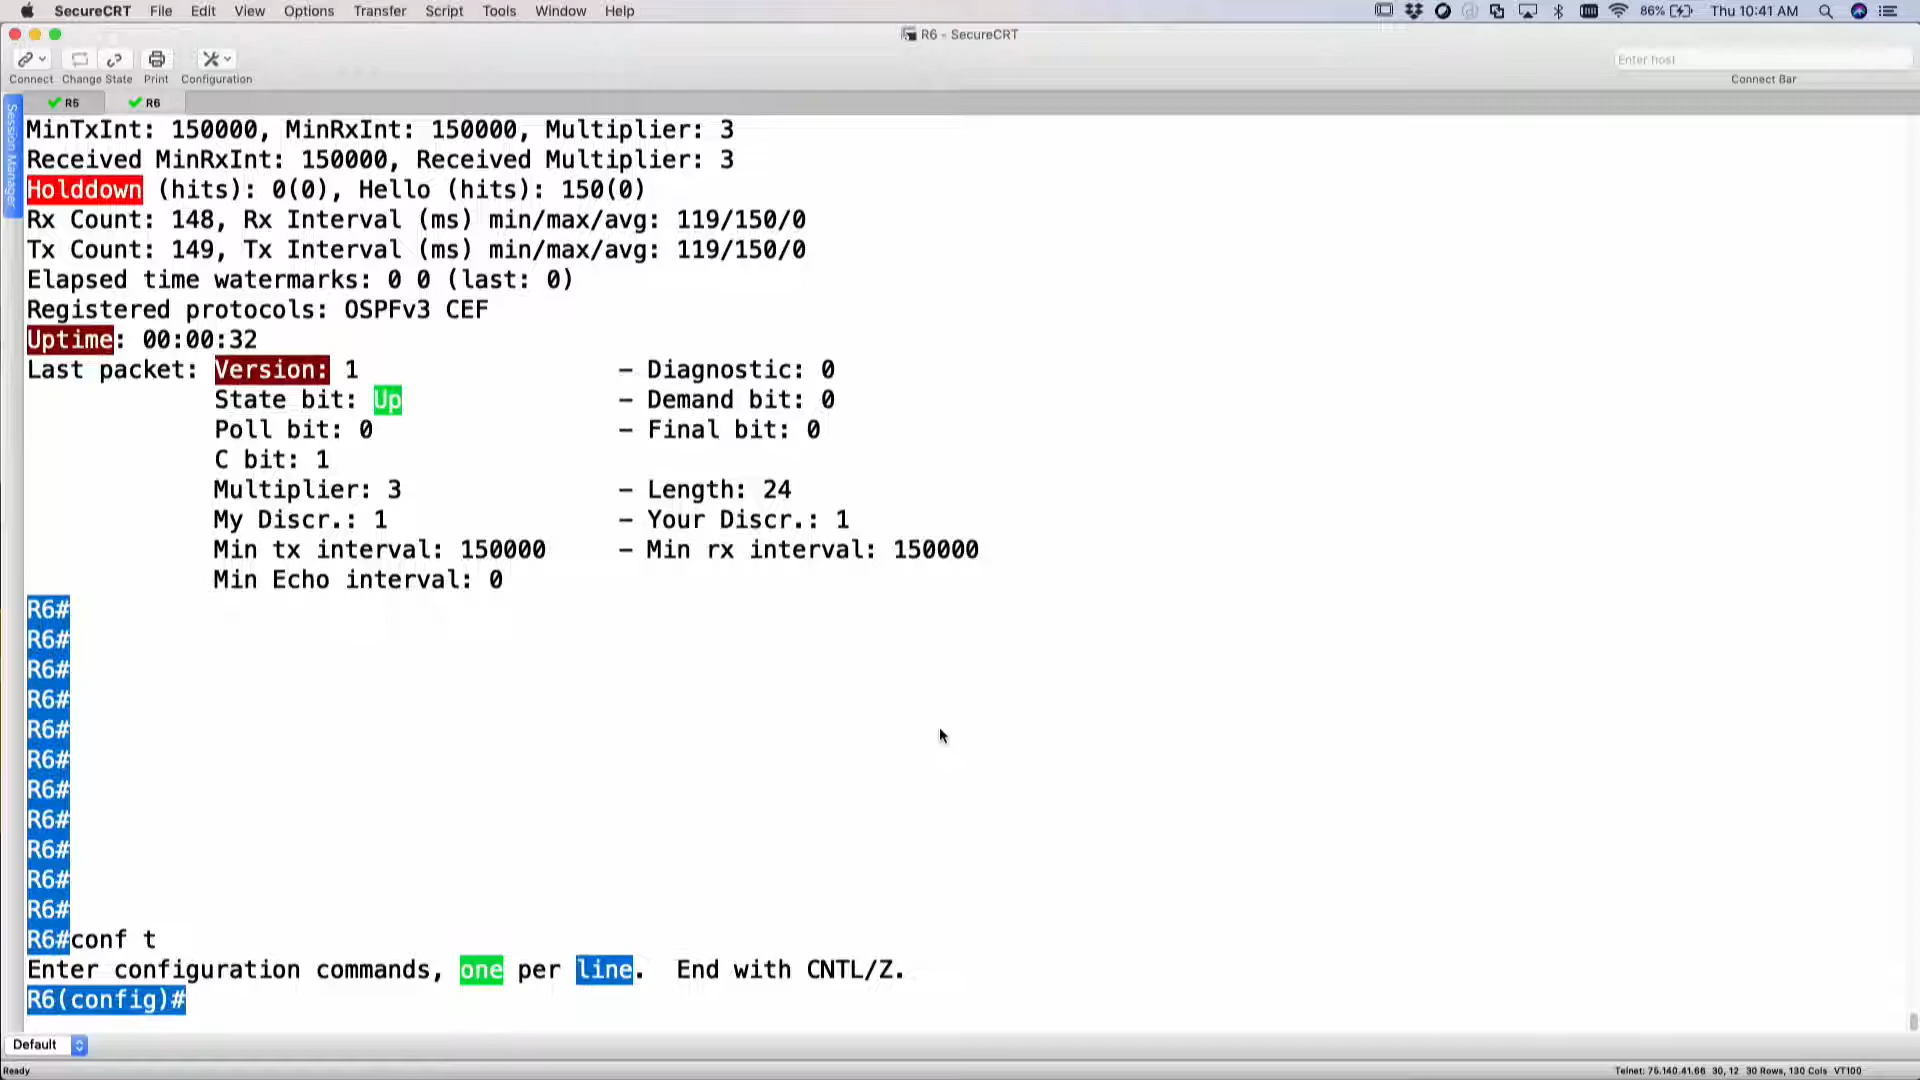 SecureCRT File Edit View Options Transfer Script Tools Window Help 86% Thu 10:41 AM
R6 - SecureCRT
Enter host
Connect Change State Print Configuration Connect Bar
R5 R6
Session Manager
MinTxInt: 150000, MinRxInt: 150000, Multiplier: 3
Received MinRxInt: 150000, Received Multiplier: 3
Holddown (hits): 0(0), Hello (hits): 150(0)
Rx Count: 148, Rx Interval (ms) min/max/avg: 119/150/0
Tx Count: 149, Tx Interval (ms) min/max/avg: 119/150/0
Elapsed time watermarks: 0 0 (last: 0)
Registered protocols: OSPFv3 CEF
Uptime: 00:00:32
Last packet: Version: 1 - Diagnostic: 0
State bit: Up - Demand bit: 0
Poll bit: 0 - Final bit: 0
C bit: 1
Multiplier: 3 - Length: 24
My Discr.: 1 - Your Discr.: 1
Min tx interval: 150000 - Min rx interval: 150000
Min Echo interval: 0
R6#
R6#
R6#
R6#
R6#
R6#
R6#
R6#
R6#
R6#
R6#
R6#conf t
Enter configuration commands, one per line. End with CNTL/Z.
R6(config)#
Default
Ready Telnet: 75.140.41.66 30, 12 30 Rows, 130 Cols VT100